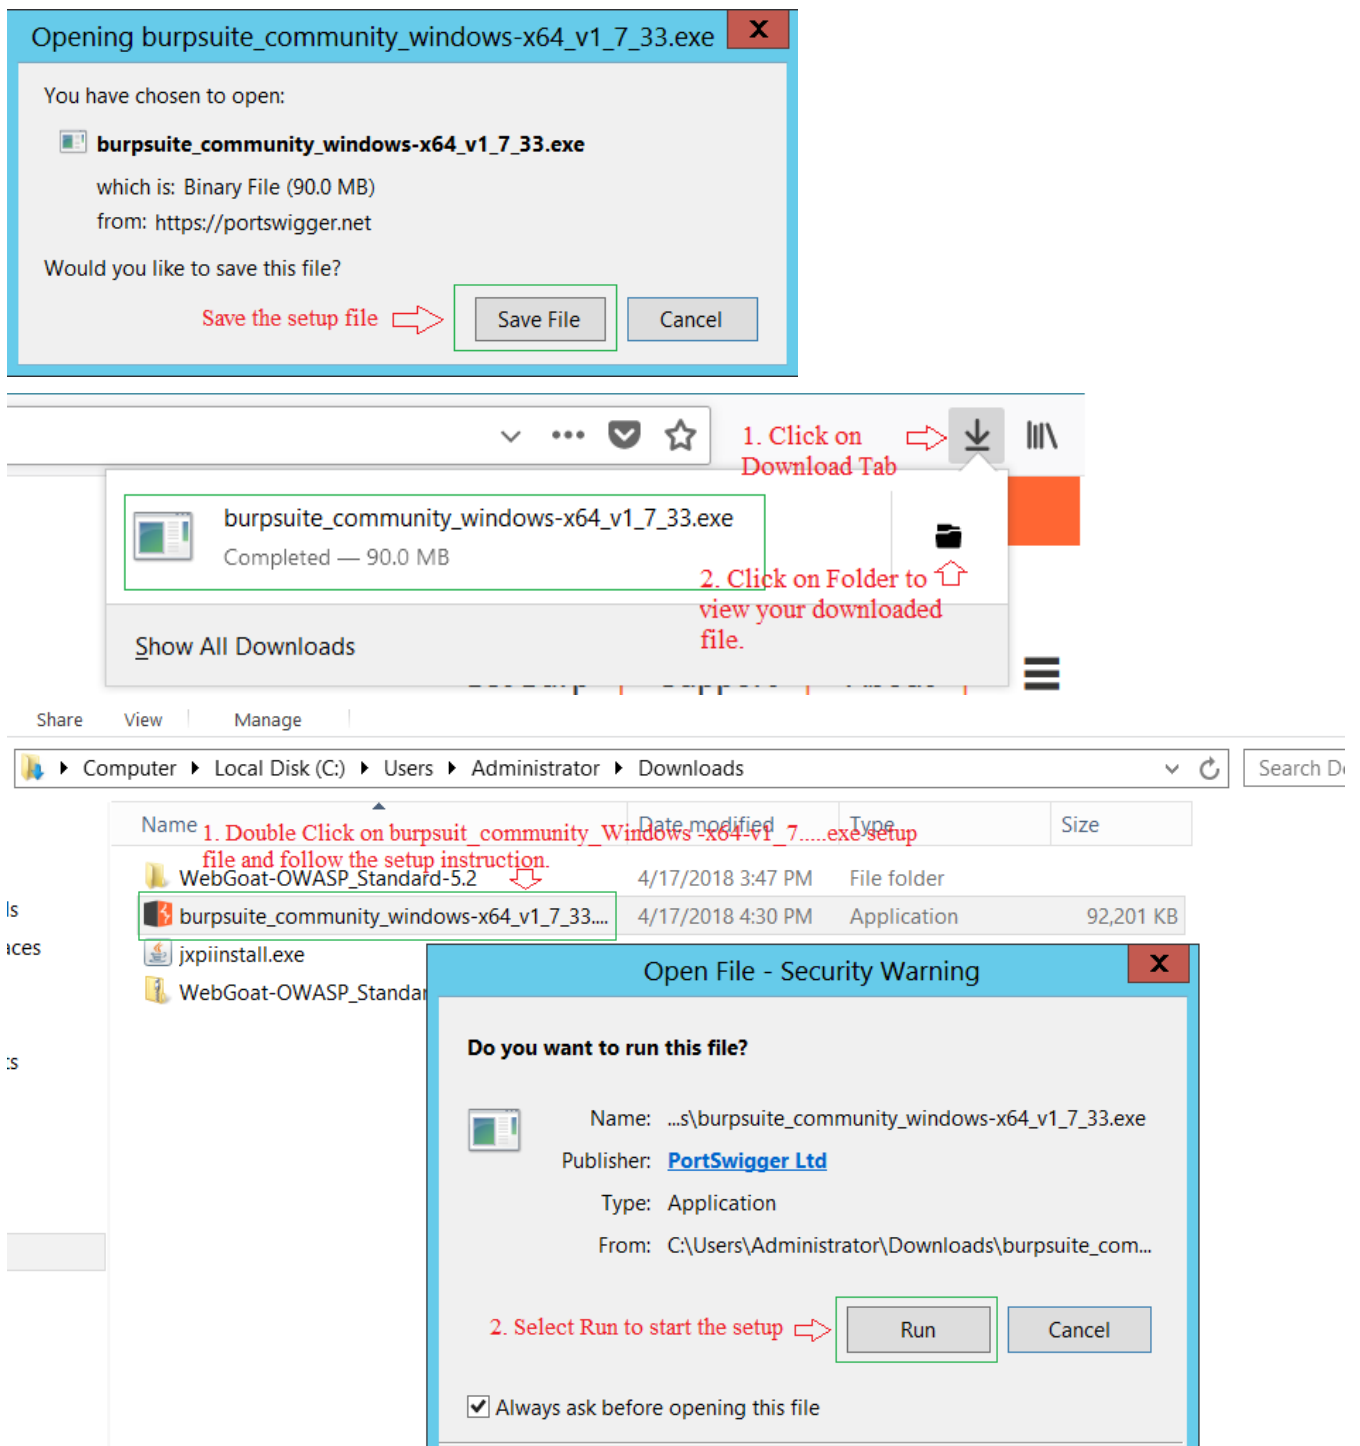 Opening burpsuite_community_windows-x64_v1_7_33.exe
X
You have chosen to open:
burpsuite_community_windows-x64_v1_7_33.exe
which is: Binary File (90.0 MB)
from: https://portswigger.net
Would you like to save this file?
Save the setup file
Save File
Cancel
1. Click on
Download Tab
burpsuite_community_windows-x64_v1_7_33.exe
Completed — 90.0 MB
2. Click on Folder to
view your downloaded
file.
Show All Downloads
Share
View
Manage
Computer
Local Disk (C:)
Users
Administrator
Downloads
Search
Name
Date modified
Type
Size
1. Double Click on burpsuit_community_Windows -x64-v1_7.....exe setup
file and follow the setup instruction.
WebGoat-OWASP_Standard-5.2
4/17/2018 3:47 PM
File folder
burpsuite_community_windows-x64_v1_7_33....
4/17/2018 4:30 PM
Application
92,201 KB
jxpiinstall.exe
WebGoat-OWASP_Standar
Open File - Security Warning
X
Do you want to run this file?
Name: ...s\burpsuite_community_windows-x64_v1_7_33.exe
Publisher: PortSwigger Ltd
Type: Application
From: C:\Users\Administrator\Downloads\burpsuite_com...
2. Select Run to start the setup
Run
Cancel
Always ask before opening this file